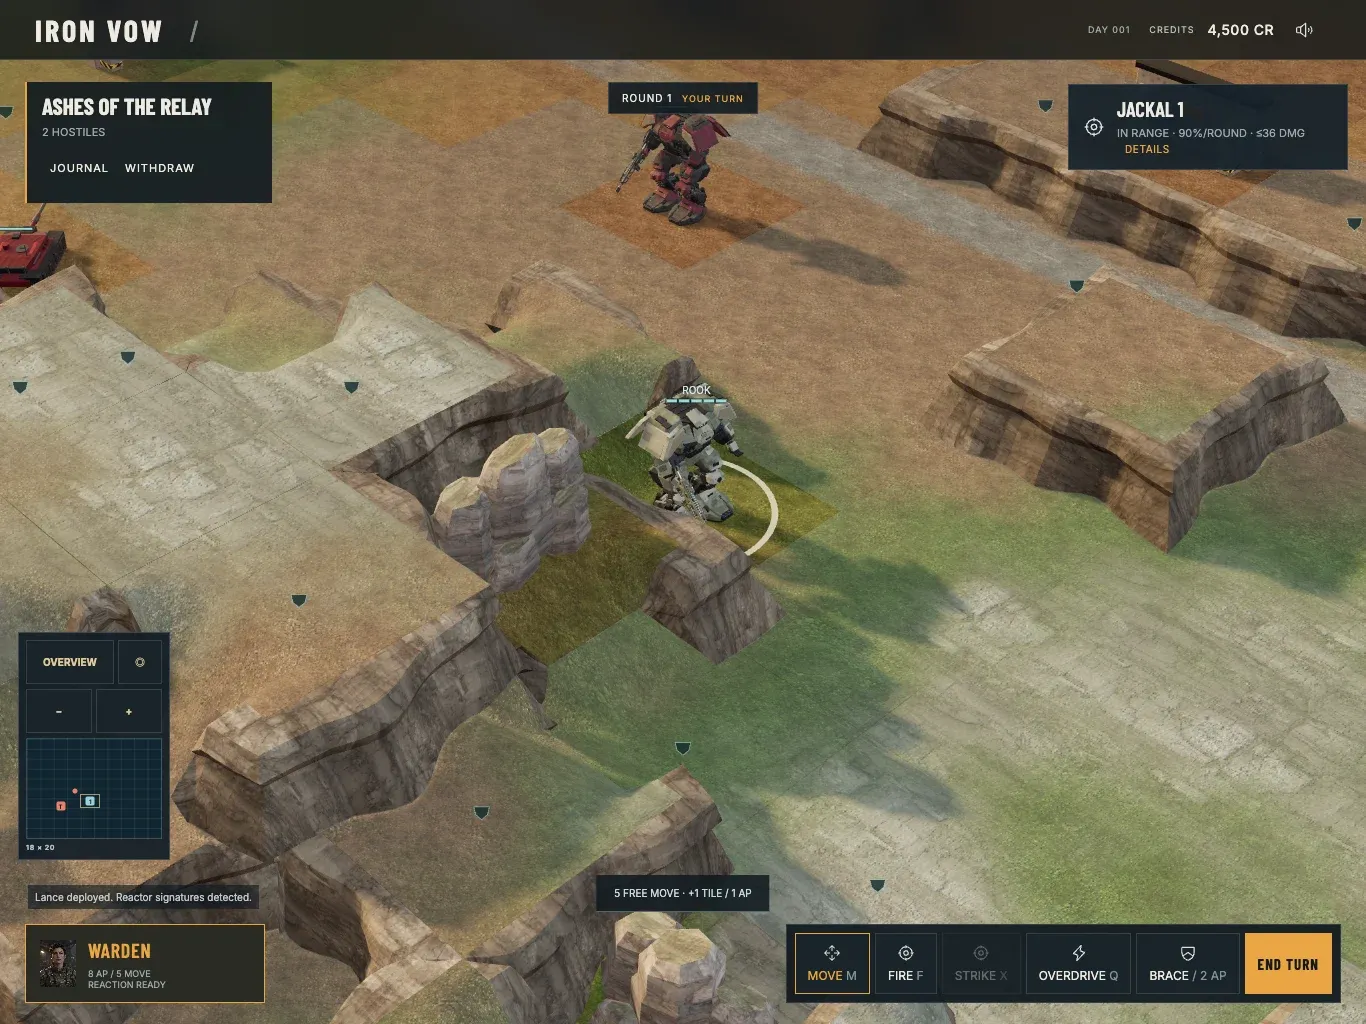 IRON VOW /
DAY 001 CREDITS 4,500 CR
ASHES OF THE RELAY
2 HOSTILES
JOURNAL WITHDRAW
ROUND 1 YOUR TURN
JACKAL 1
IN RANGE · 90%/ROUND · ≤36 DMG
DETAILS
ROOK
OVERVIEW
- +
T
1
18 × 20
Lance deployed. Reactor signatures detected.
5 FREE MOVE · +1 TILE / 1 AP
WARDEN
8 AP / 5 MOVE
REACTION READY
MOVE M
FIRE F
STRIKE X
OVERDRIVE Q
BRACE / 2 AP
END TURN